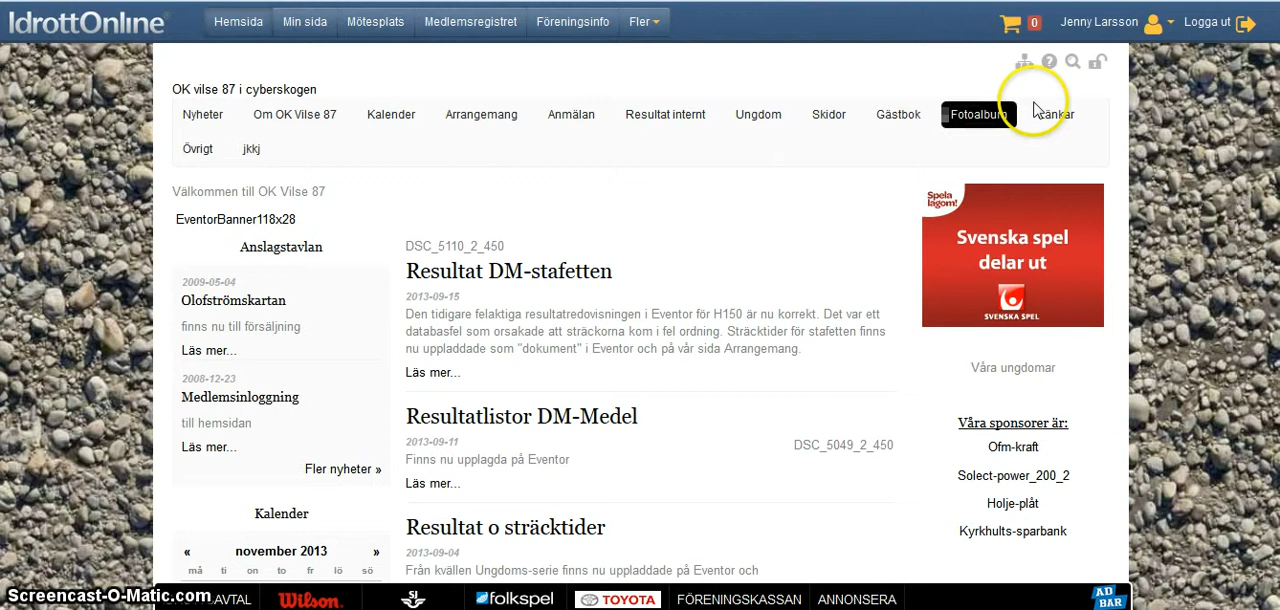 IdrottOnline Hemsida Min sida Mötesplats Medlemsregistret Föreningsinfo Fler 0 Jenny Larsson Logga ut
OK vilse 87 i cyberskogen
Nyheter Om OK Vilse 87 Kalender Arrangemang Anmälan Resultat internt Ungdom Skidor Gästbok Fotoalbum Länkar
Övrigt jkkj
Välkommen till OK Vilse 87
EventorBanner118x28
Anslagstavlan
2009-05-04
Olofströmskartan
finns nu till försäljning
Läs mer...
2008-12-23
Medlemsinloggning
till hemsidan
Läs mer...
Fler nyheter »
Kalender
« november 2013 »
må ti on to fr lö sö
DSC_5110_2_450
Resultat DM-stafetten
2013-09-15
Den tidigare felaktiga resultatredovisningen i Eventor för H150 är nu korrekt. Det var ett
databasfel som orsakade att sträckorna kom i fel ordning. Sträcktider för stafetten finns
nu uppladdade som "dokument" i Eventor och på vår sida Arrangemang.
Läs mer...
Resultatlistor DM-Medel
2013-09-11
DSC_5049_2_450
Finns nu upplagda på Eventor
Läs mer...
Resultat o sträcktider
2013-09-04
Från kvällen Ungdoms-serie finns nu uppladdade på Eventor och
Spela
lagom!
Svenska spel
delar ut
SVENSKA SPEL
Våra ungdomar
Våra sponsorer är:
Ofm-kraft
Solect-power_200_2
Holje-plåt
Kyrkhults-sparbank
Screencast-O-Matic.com AVTAL Wilson SJ folkspel TOYOTA FÖRENINGSKASSAN ANNONSERA AD
BAR